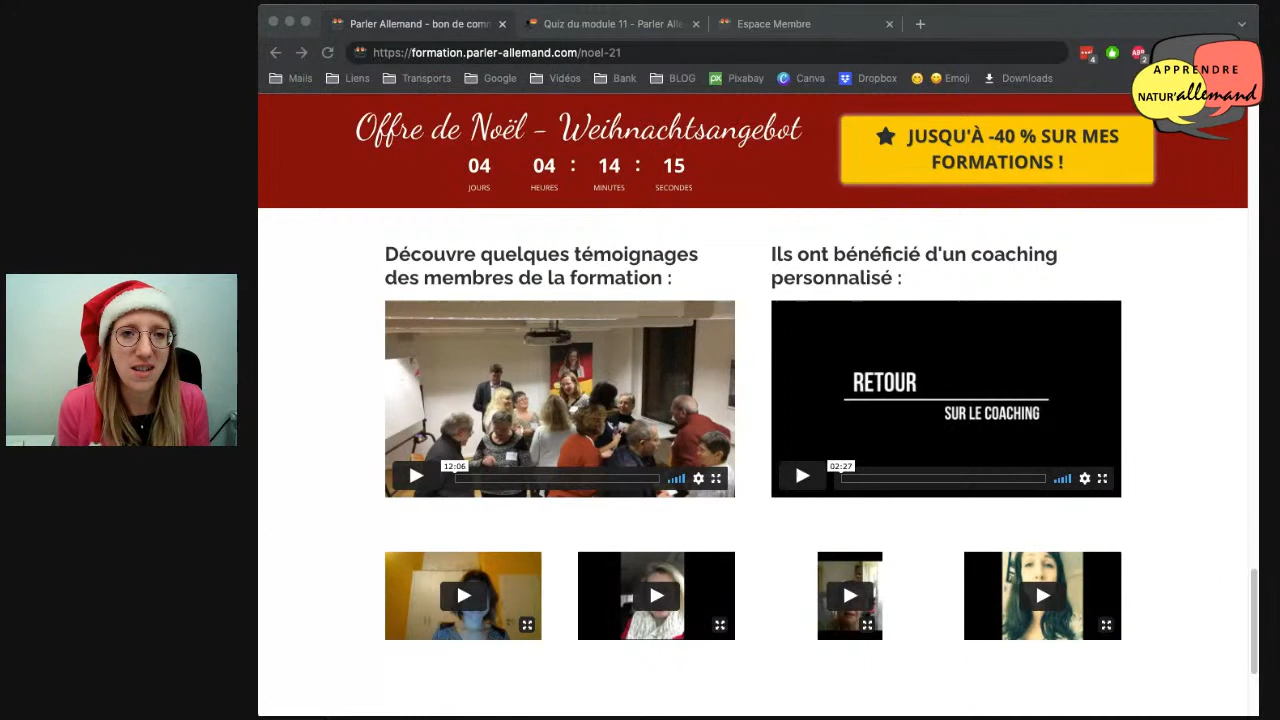 Parler Allemand - bon de comm
Quiz du module 11 - Parler Alle
Espace Membre
https://formation.parler-allemand.com/noel-21
4
2
Mails
Liens
Transports
Google
Vidéos
Bank
BLOG
px Pixabay
Canva
Dropbox
Emoji
Downloads
APPRENDRE
NATUR'allemand
Offre de Noël - Weihnachtsangebot
04 04 : 14 : 15
JOURS HEURES MINUTES SECONDES
JUSQU'À -40 % SUR MES
FORMATIONS !
Découvre quelques témoignages
des membres de la formation :
12:06
Ils ont bénéficié d'un coaching
personnalisé :
RETOUR
SUR LE COACHING
02:27